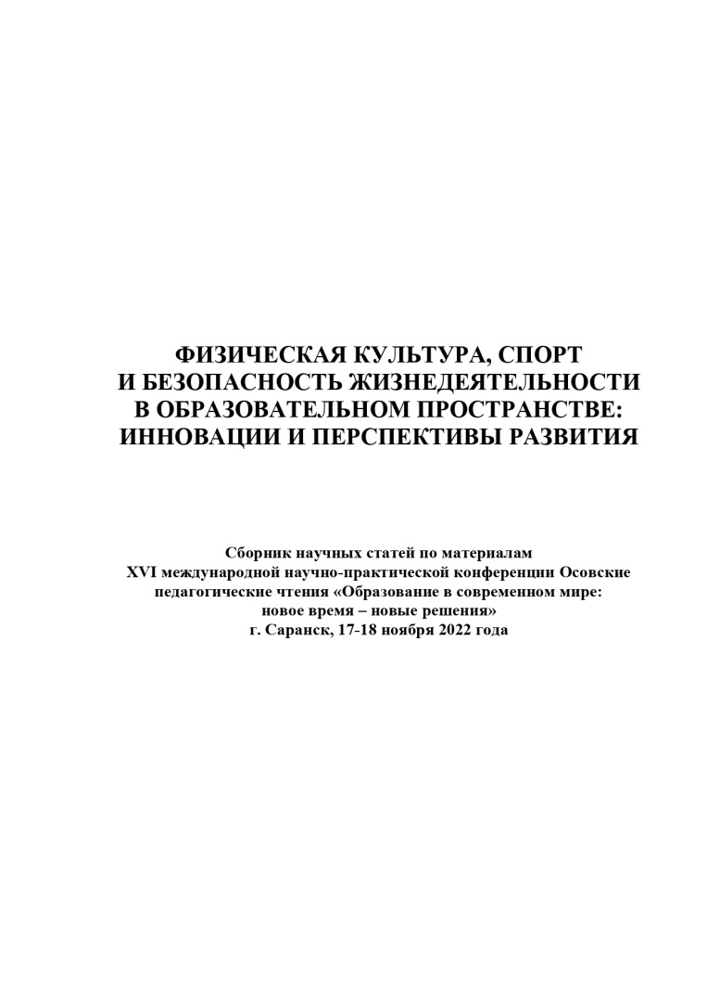 ФИЗИЧЕСКАЯ КУЛЬТУРА, СПОРТ
И БЕЗОПАСНОСТЬ ЖИЗНЕДЕЯТЕЛЬНОСТИ
В ОБРАЗОВАТЕЛЬНОМ ПРОСТРАНСТВЕ:
ИННОВАЦИИ И ПЕРСПЕКТИВЫ РАЗВИТИЯ
Сборник научных статей по материалам
XVI международной научно-практической конференции Осовские
педагогические чтения «Образование в современном мире:
новое время – новые решения»
г. Саранск, 17-18 ноября 2022 года